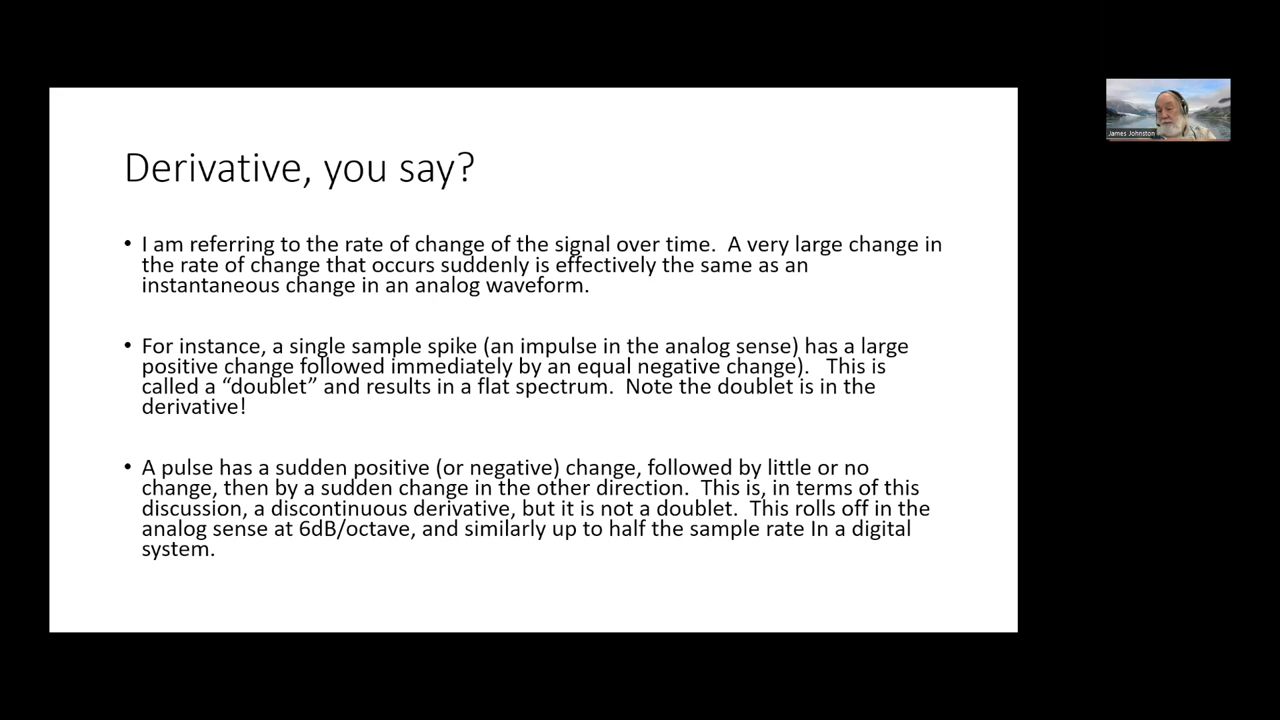 Derivative, you say?
• I am referring to the rate of change of the signal over time.  A very large change in
the rate of change that occurs suddenly is effectively the same as an
instantaneous change in an analog waveform.
• For instance, a single sample spike (an impulse in the analog sense) has a large
positive change followed immediately by an equal negative change).   This is
called a “doublet” and results in a flat spectrum.  Note the doublet is in the
derivative!
• A pulse has a sudden positive (or negative) change, followed by little or no
change, then by a sudden change in the other direction.  This is, in terms of this
discussion, a discontinuous derivative, but it is not a doublet.  This rolls off in the
analog sense at 6dB/octave, and similarly up to half the sample rate In a digital
system.
James Johnston